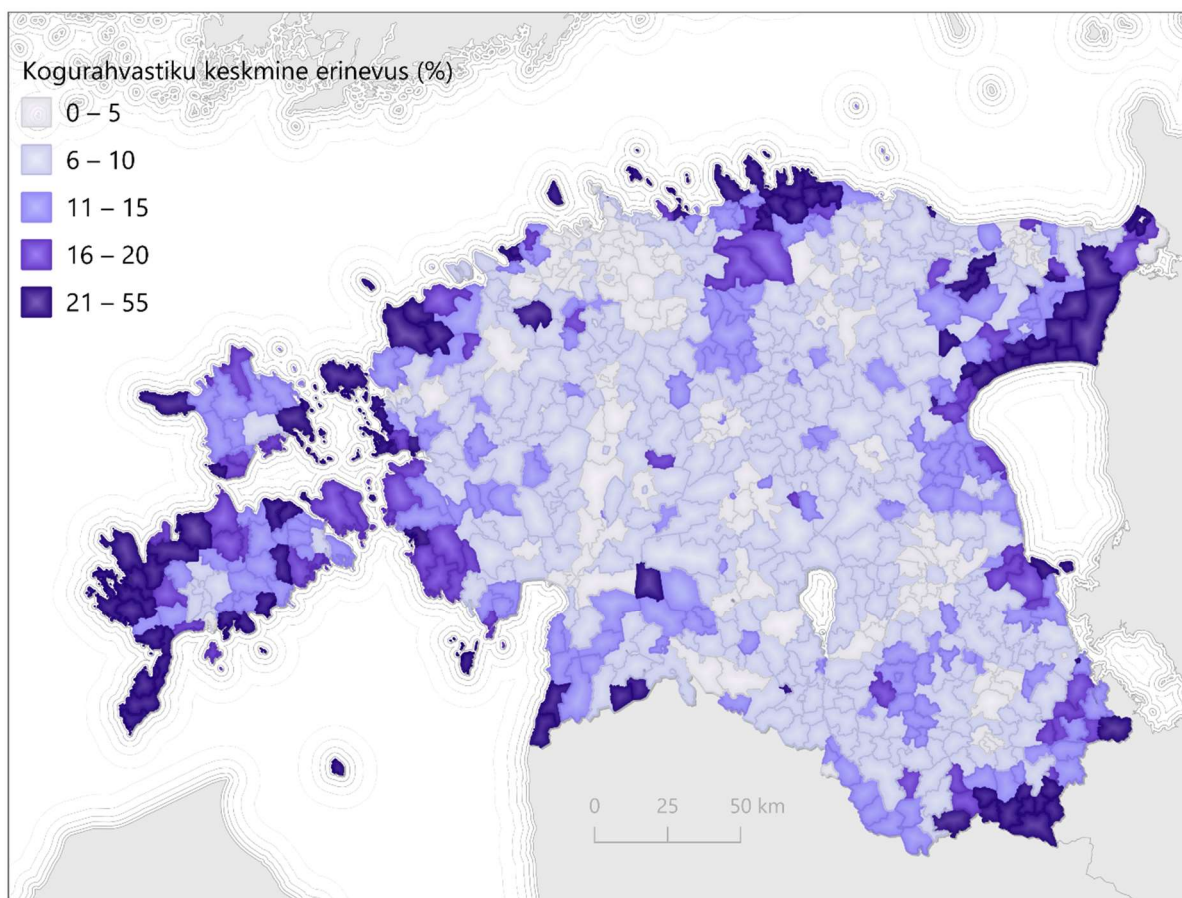 Kogurahvastiku keskmine erinevus (%)
0 – 5
6 – 10
11 – 15
16 – 20
21 – 55
0 25 50 km